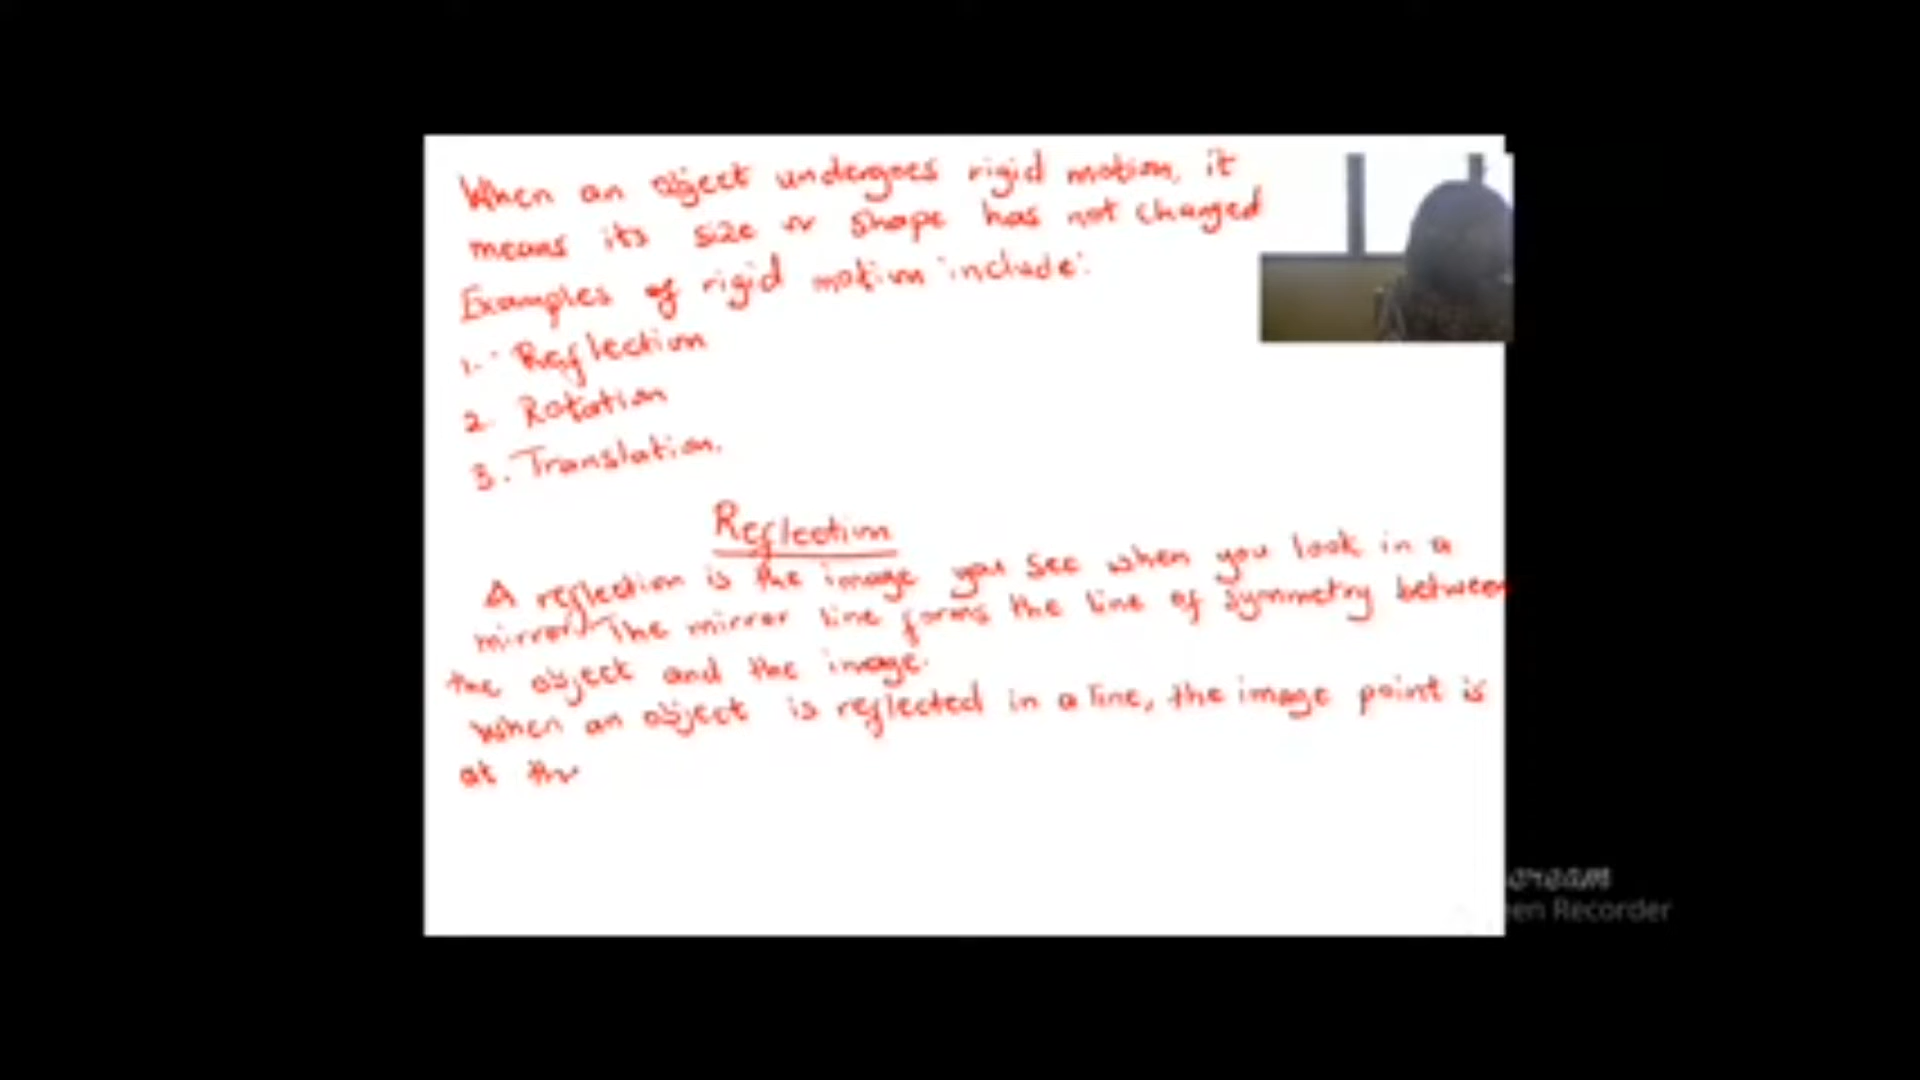 When an object undergoes rigid motion, it
means its size or shape has not changed
Examples of rigid motion include:
1. Reflection
2. Rotation
3. Translation.
Reflection
A reflection is the image you see when you look in a
mirror. The mirror line forms the line of symmetry between
the object and the image.
When an object is reflected in a line, the image point is
at the
cream
en Recorder